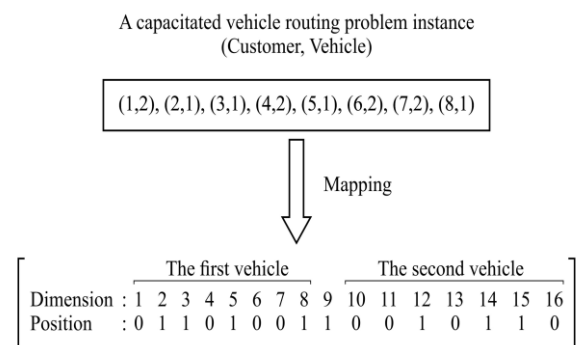 A capacitated vehicle routing problem instance
(Customer, Vehicle)
(1,2), (2,1), (3,1), (4,2), (5,1), (6,2), (7,2), (8,1)
Mapping
The first vehicle The second vehicle
Dimension : 1 2 3 4 5 6 7 8 9 10 11 12 13 14 15 16
Position : 0 1 1 0 1 0 0 1 1 0 0 1 0 1 1 0